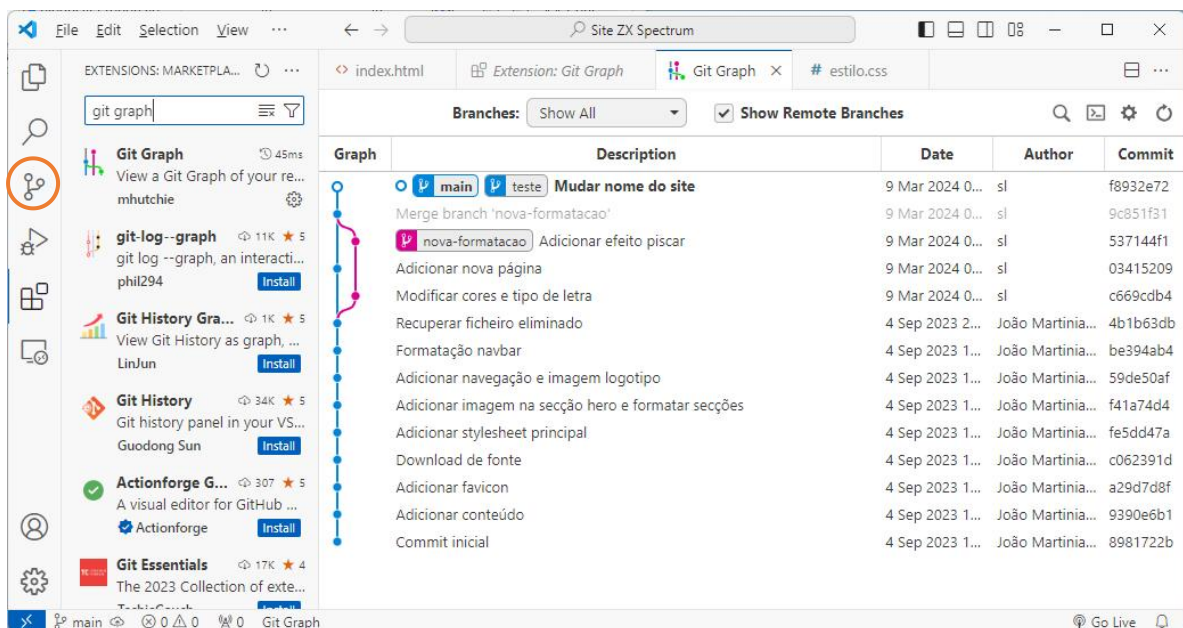 File Edit Selection View ··· Site ZX Spectrum
EXTENSIONS: MARKETPLA... ···
git graph
Git Graph 45ms
View a Git Graph of your re...
mhutchie
git-log--graph 11K ★ 5
git log --graph, an interacti...
phil294 Install
Git History Gra... 1K ★ 5
View Git History as graph, ...
LinJun Install
Git History 34K ★ 5
Git history panel in your VS...
Guodong Sun Install
Actionforge G... 307 ★ 5
A visual editor for GitHub ...
Actionforge Install
Git Essentials 17K ★ 4
The 2023 Collection of exte...
index.html Extension: Git Graph Git Graph # estilo.css ···
Branches: Show All Show Remote Branches
Graph Description Date Author Commit
main teste Mudar nome do site 9 Mar 2024 0... sl f8932e72
Merge branch 'nova-formatacao' 9 Mar 2024 0... sl 9c851f31
nova-formatacao Adicionar efeito piscar 9 Mar 2024 0... sl 537144f1
Adicionar nova página 9 Mar 2024 0... sl 03415209
Modificar cores e tipo de letra 9 Mar 2024 0... sl c669cdb4
Recuperar ficheiro eliminado 4 Sep 2023 2... João Martinia... 4b1b63db
Formatação navbar 4 Sep 2023 1... João Martinia... be394ab4
Adicionar navegação e imagem logotipo 4 Sep 2023 1... João Martinia... 59de50af
Adicionar imagem na secção hero e formatar secções 4 Sep 2023 1... João Martinia... f41a74d4
Adicionar stylesheet principal 4 Sep 2023 1... João Martinia... fe5dd47a
Download de fonte 4 Sep 2023 1... João Martinia... c062391d
Adicionar favicon 4 Sep 2023 1... João Martinia... a29d7d8f
Adicionar conteúdo 4 Sep 2023 1... João Martinia... 9390e6b1
Commit inicial 4 Sep 2023 1... João Martinia... 8981722b
main 0 0 0 Git Graph Go Live